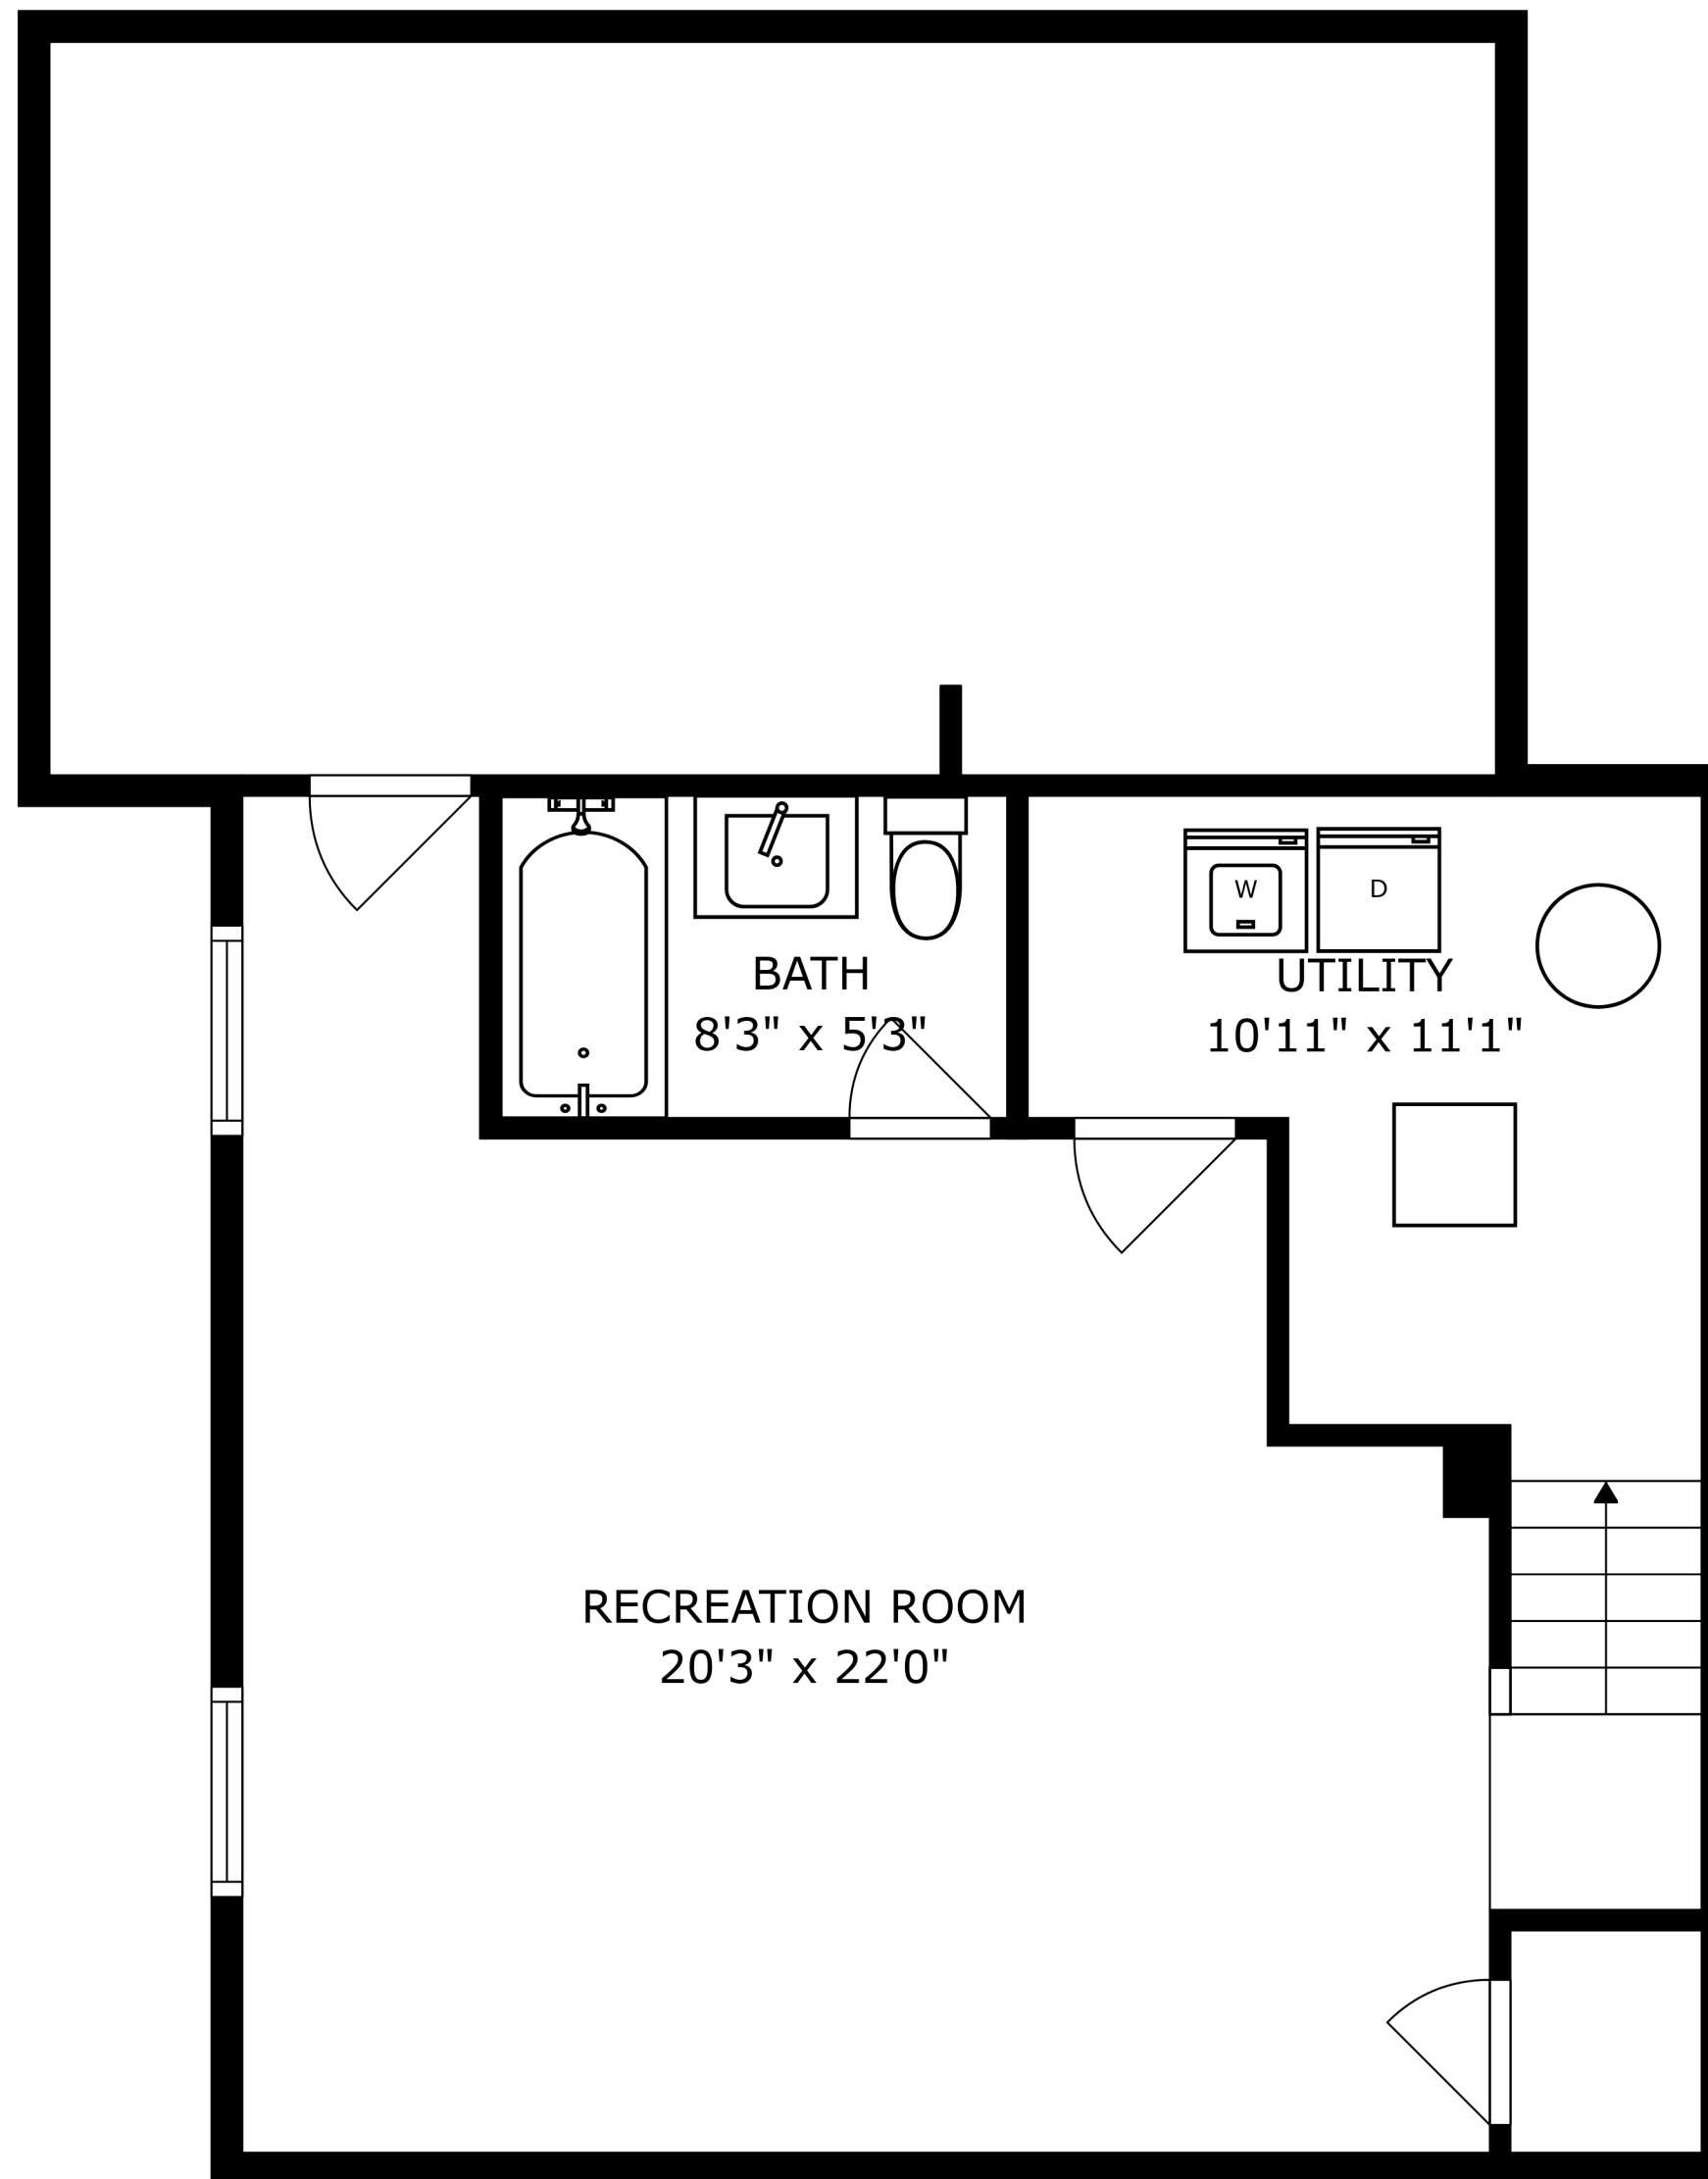 W
D
BATH
8'3" x 5'3"
UTILITY
10'11" x 11'1"
RECREATION ROOM
20'3" x 22'0"